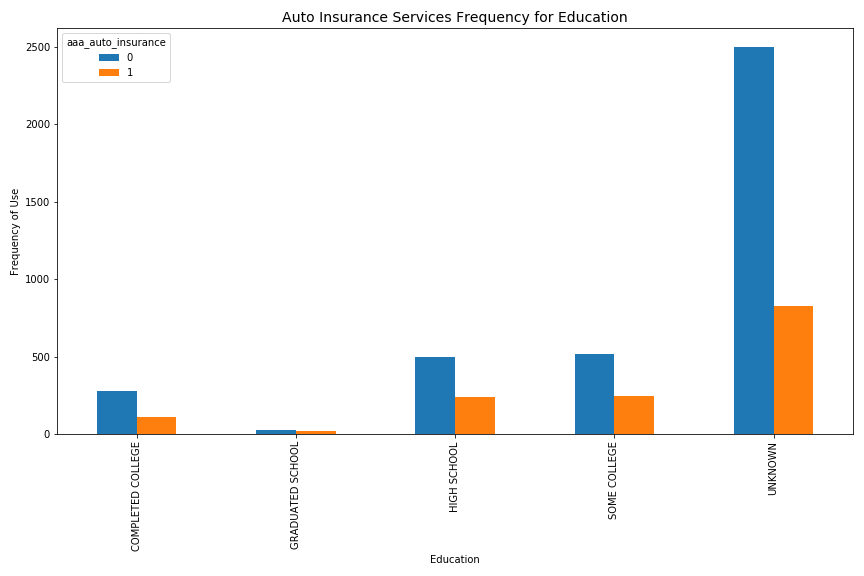 Auto Insurance Services Frequency for Education
aaa_auto_insurance
0
1
2500
2000
1500
1000
500
0
Frequency of Use
COMPLETED COLLEGE
GRADUATED SCHOOL
HIGH SCHOOL
SOME COLLEGE
UNKNOWN
Education